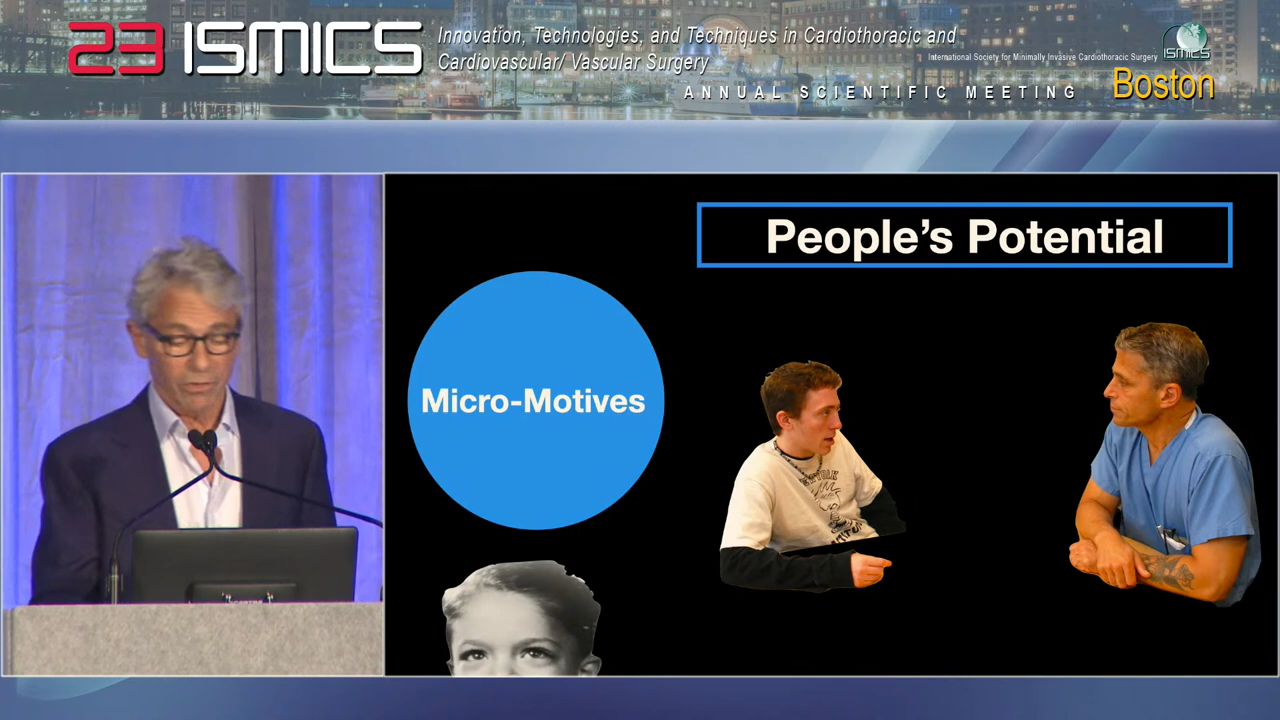 23 ISMICS
Innovation, Technologies, and Techniques in Cardiothoracic and
Cardiovascular/ Vascular Surgery
International Society for Minimally Invasive Cardiothoracic Surgery
ISMICS
ANNUAL SCIENTIFIC MEETING
Boston
People's Potential
Micro-Motives